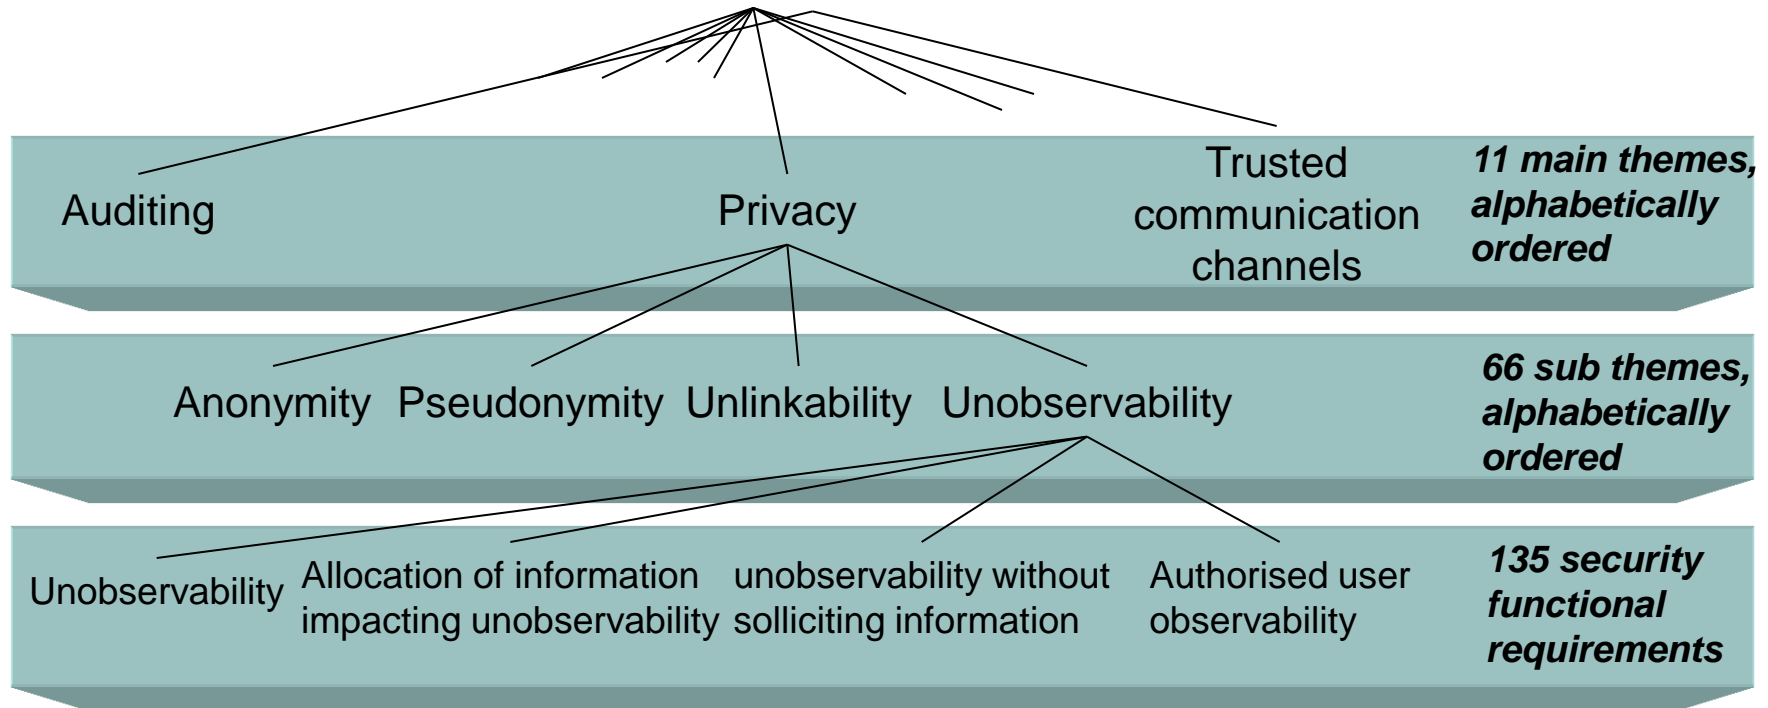 Auditing
Privacy
Trusted
communication
channels
11 main themes,
alphabetically
ordered
Anonymity
Pseudonymity
Unlinkability
Unobservability
66 sub themes,
alphabetically
ordered
Unobservability
Allocation of information
impacting unobservability
unobservability without
solliciting information
Authorised user
observability
135 security
functional
requirements